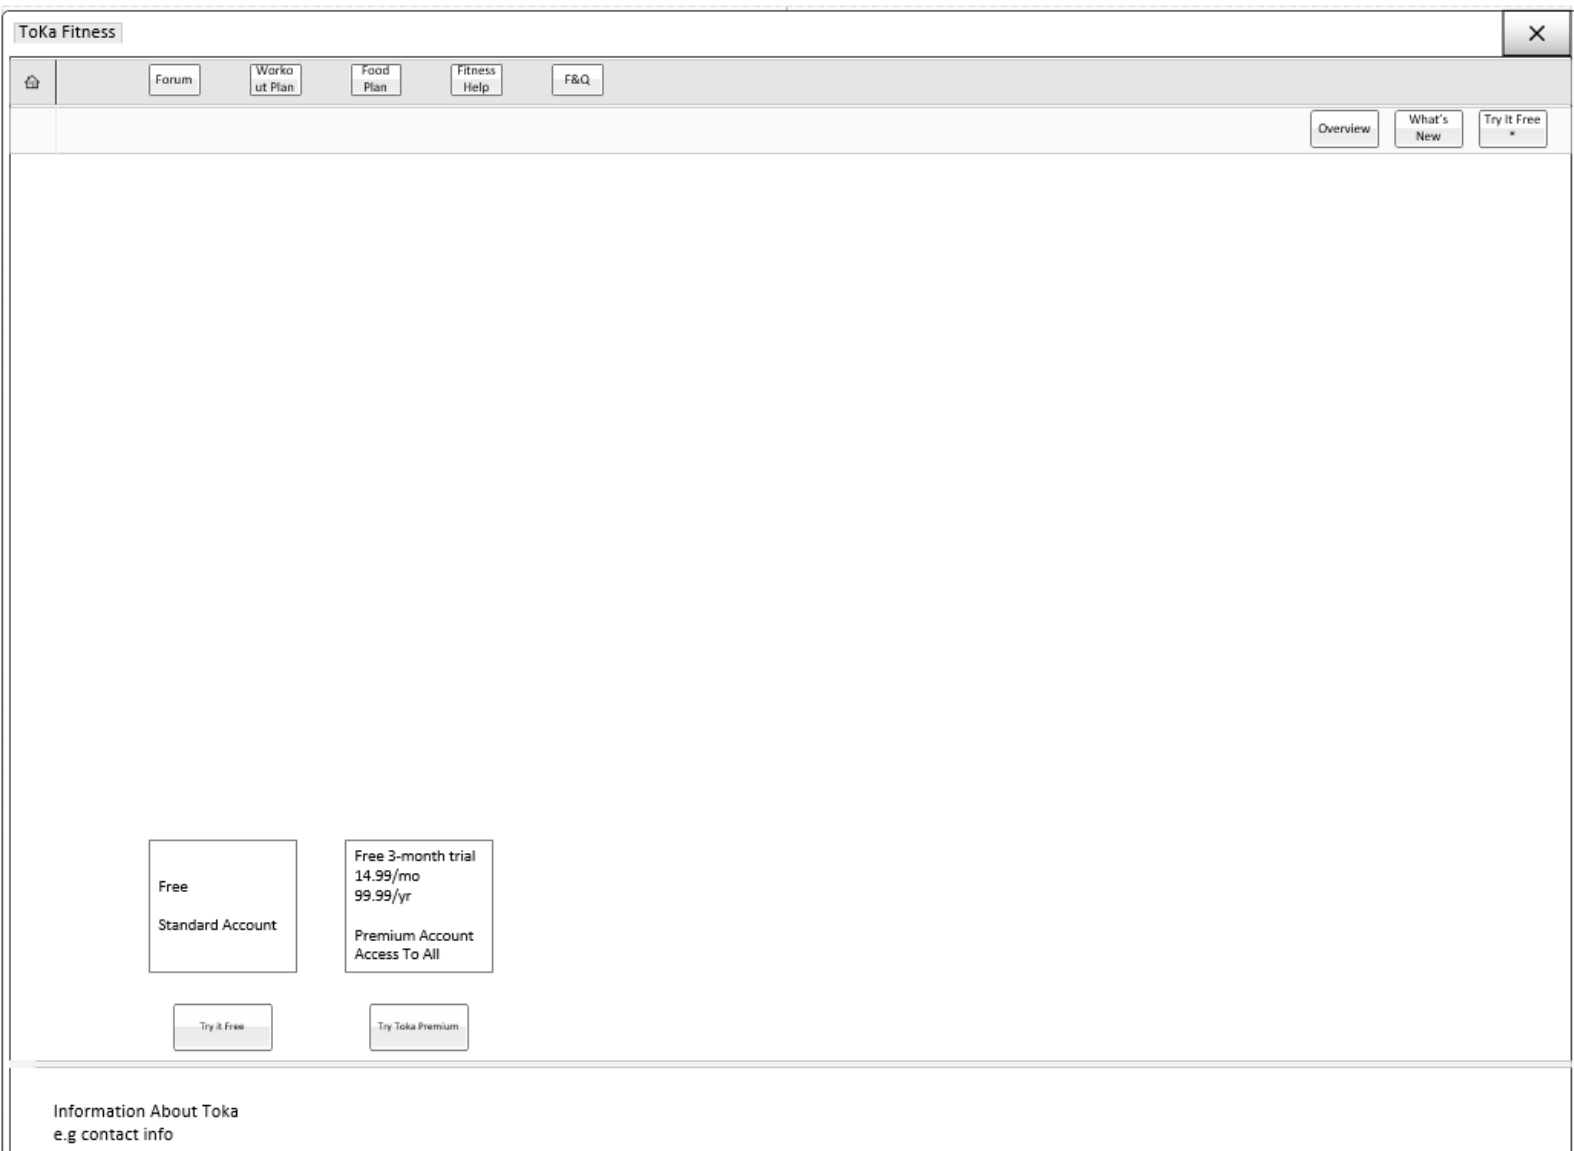 ToKa Fitness
Forum
Worko
ut Plan
Food
Plan
Fitness
Help
F&Q
Overview
What's
New
Try It Free
*
Free
Standard Account
Free 3-month trial
14.99/mo
99.99/yr
Premium Account
Access To All
Try it Free
Try Toka Premium
Information About Toka
e.g contact info